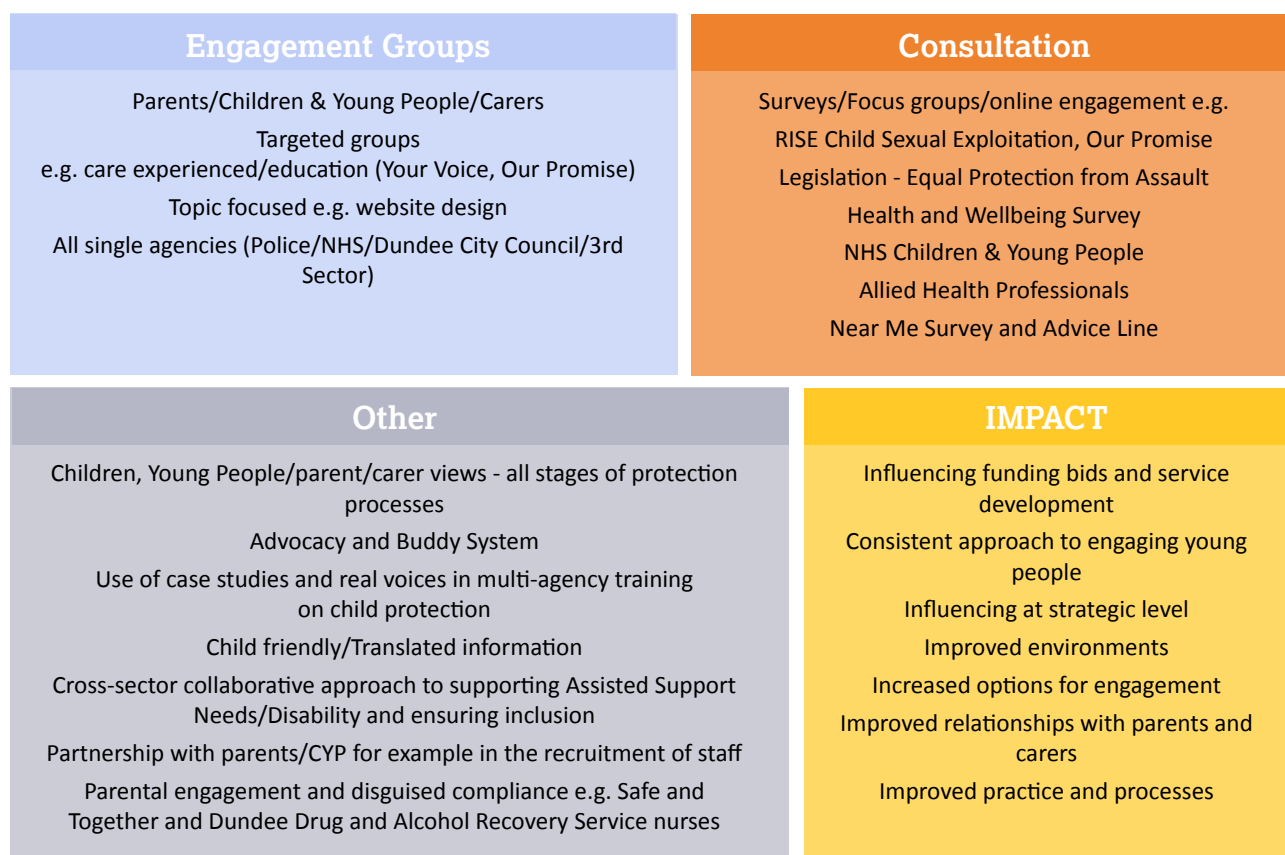 Engagement Groups
Parents/Children & Young People/Carers
Targeted groups
e.g. care experienced/education (Your Voice, Our Promise)
Topic focused e.g. website design
All single agencies (Police/NHS/Dundee City Council/3rd
Sector)
Consultation
Surveys/Focus groups/online engagement e.g.
RISE Child Sexual Exploitation, Our Promise
Legislation - Equal Protection from Assault
Health and Wellbeing Survey
NHS Children & Young People
Allied Health Professionals
Near Me Survey and Advice Line
Other
Children, Young People/parent/carer views - all stages of protection
processes
Advocacy and Buddy System
Use of case studies and real voices in multi-agency training
on child protection
Child friendly/Translated information
Cross-sector collaborative approach to supporting Assisted Support
Needs/Disability and ensuring inclusion
Partnership with parents/CYP for example in the recruitment of staff
Parental engagement and disguised compliance e.g. Safe and
Together and Dundee Drug and Alcohol Recovery Service nurses
IMPACT
Influencing funding bids and service
development
Consistent approach to engaging young
people
Influencing at strategic level
Improved environments
Increased options for engagement
Improved relationships with parents and
carers
Improved practice and processes